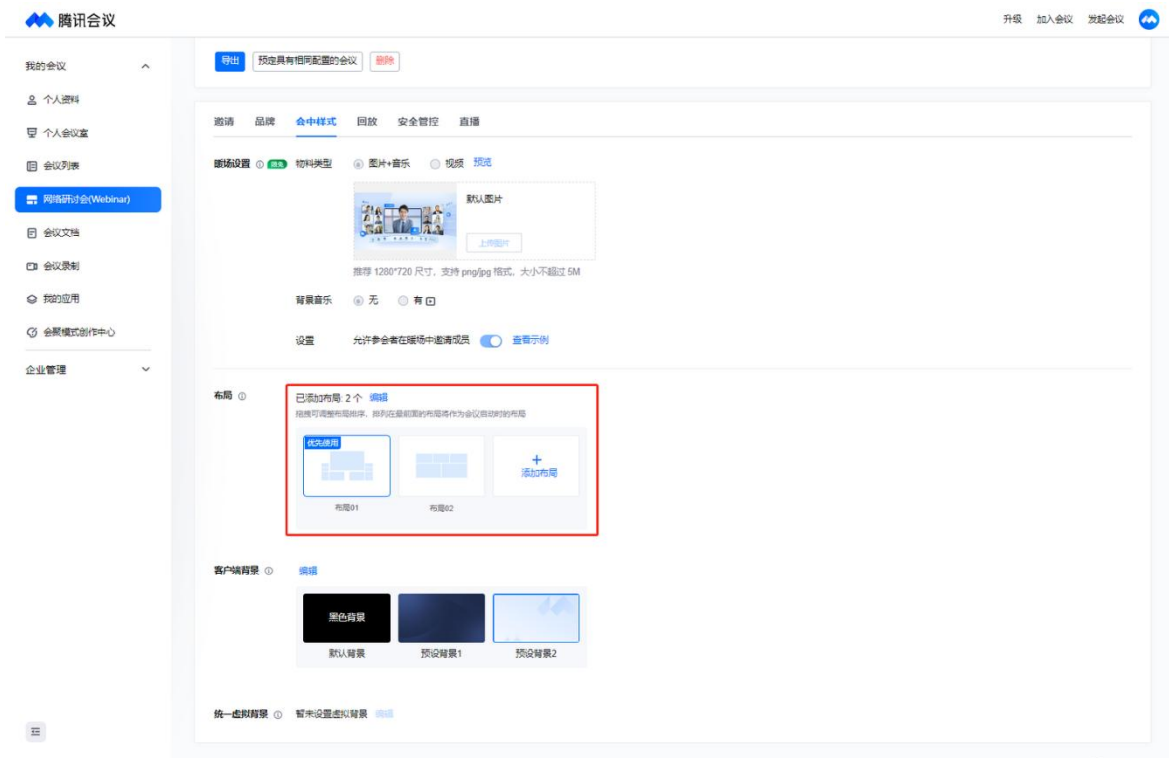 腾讯会议
升级 加入会议 发起会议
我的会议
个人资料
个人会议室
会议列表
网络研讨会(Webinar)
会议文档
会议录制
我的应用
会聚模式创作中心
企业管理
导出 预定具有相同配置的会议 删除
邀请 品牌 会中样式 回放 安全管控 直播
暖场设置 限免 物料类型 图片+音乐 视频 预览
默认图片
上传图片
推荐 1280*720 尺寸，支持 png/jpg 格式，大小不超过 5M
背景音乐 无 有
设置 允许参会者在暖场中邀请成员 查看示例
布局 已添加布局: 2 个 编辑
拖拽可调整布局排序，排列在最前面的布局将作为会议启动时的布局
优先使用
添加布局
布局01 布局02
客户端背景 编辑
黑色背景
默认背景 预设背景1 预设背景2
统一虚拟背景 暂未设置虚拟背景 编辑